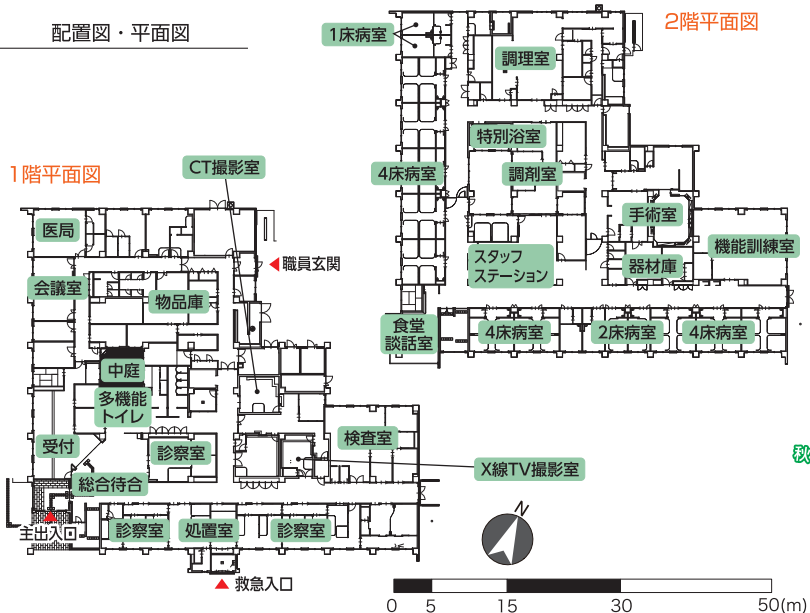 配置図・平面図
2階平面図
1床病室
調理室
特別浴室
4床病室
調剤室
手術室
スタッフ
ステーション
機能訓練室
器材庫
食堂
談話室
4床病室
2床病室
4床病室
1階平面図
CT撮影室
医局
職員玄関
会議室
物品庫
中庭
多機能
トイレ
受付
診察室
検査室
X線TV撮影室
総合待合
主出入口
診察室
処置室
診察室
救急入口
秋
N
0 5 15 30 50(m)